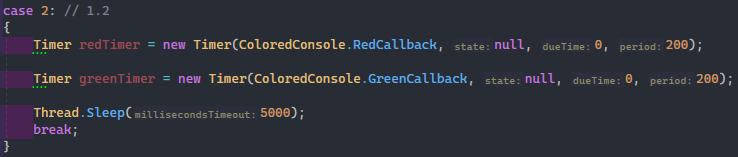 case 2: // 1.2
{
Timer redTimer = new Timer(ColoredConsole.RedCallback, state: null, dueTime: 0, period: 200);
Timer greenTimer = new Timer(ColoredConsole.GreenCallback, state: null, dueTime: 0, period: 200);
Thread.Sleep(millisecondsTimeout: 5000);
break;
}